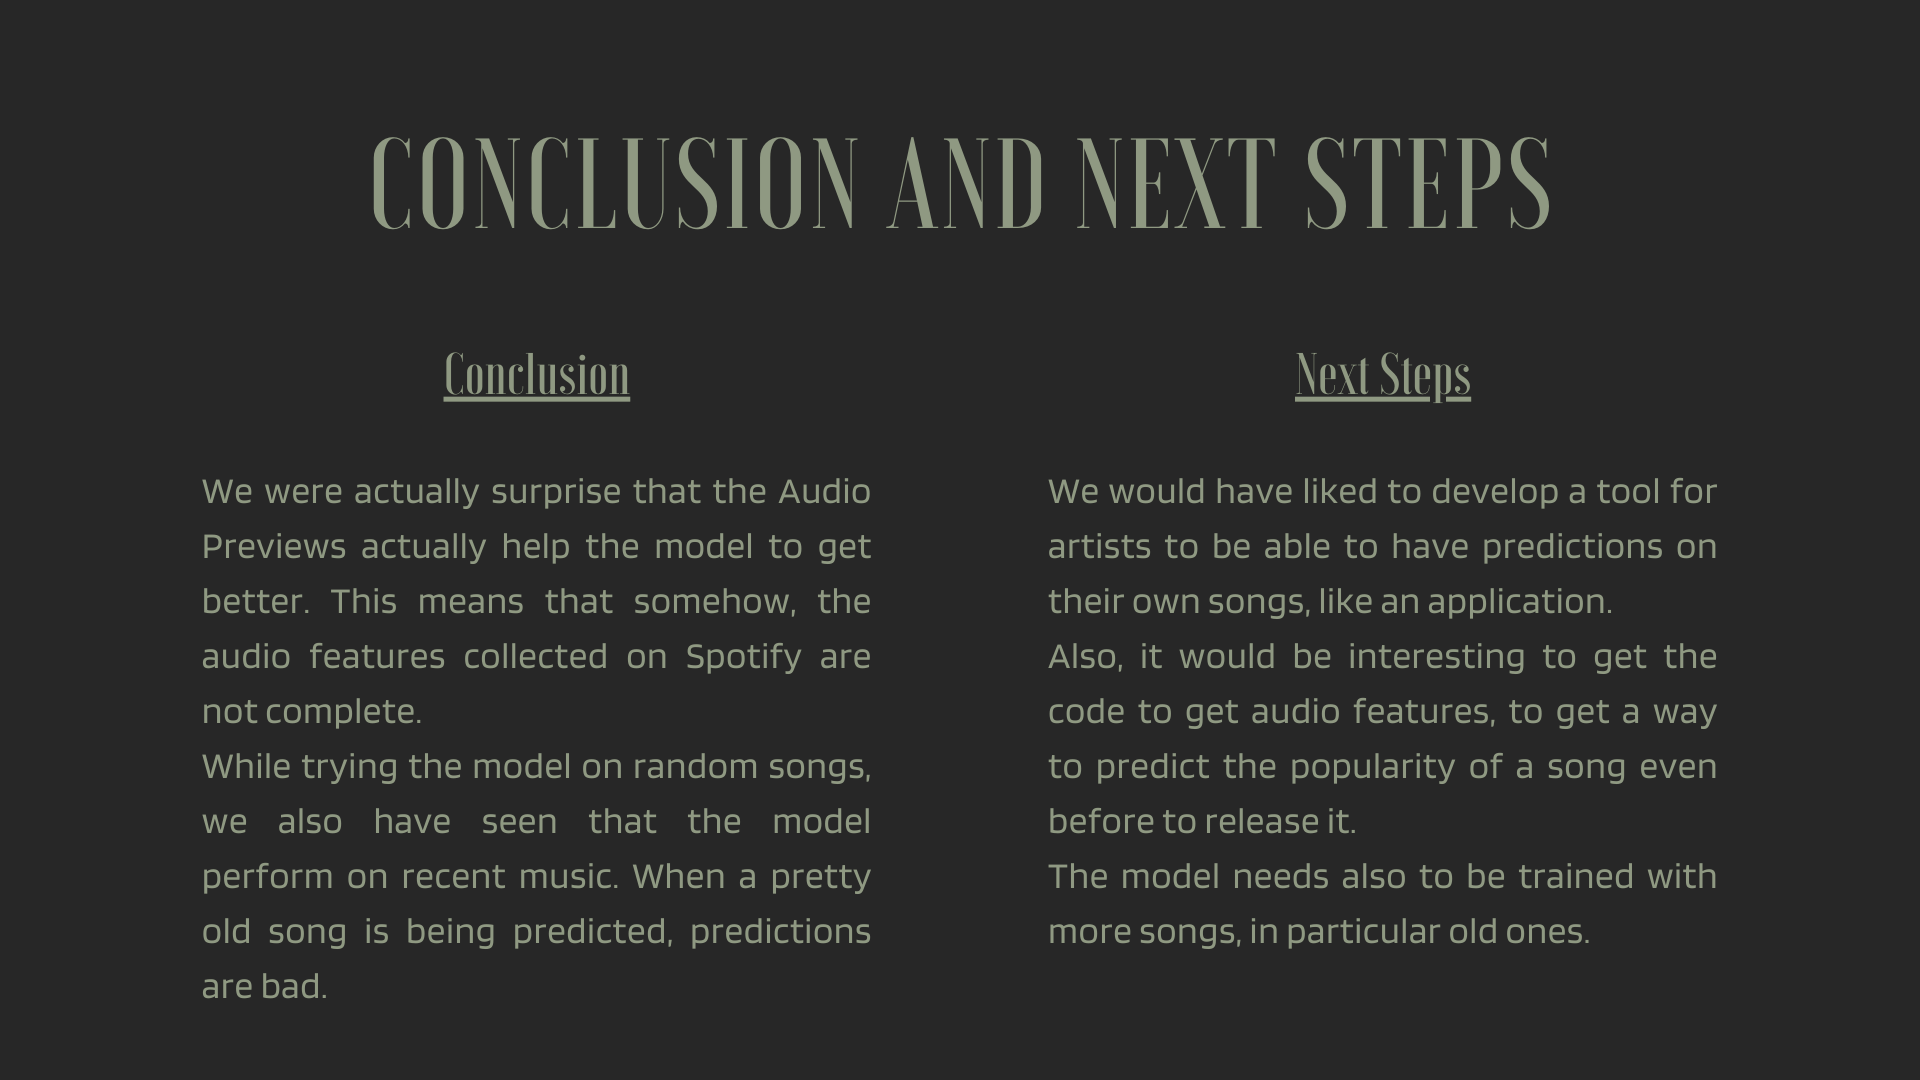 CONCLUSION AND NEXT STEPS
Conclusion
We were actually surprise that the Audio
Previews actually help the model to get
better. This means that somehow, the
audio features collected on Spotify are
not complete.
While trying the model on random songs,
we also have seen that the model
perform on recent music. When a pretty
old song is being predicted, predictions
are bad.
Next Steps
We would have liked to develop a tool for
artists to be able to have predictions on
their own songs, like an application.
Also, it would be interesting to get the
code to get audio features, to get a way
to predict the popularity of a song even
before to release it.
The model needs also to be trained with
more songs, in particular old ones.